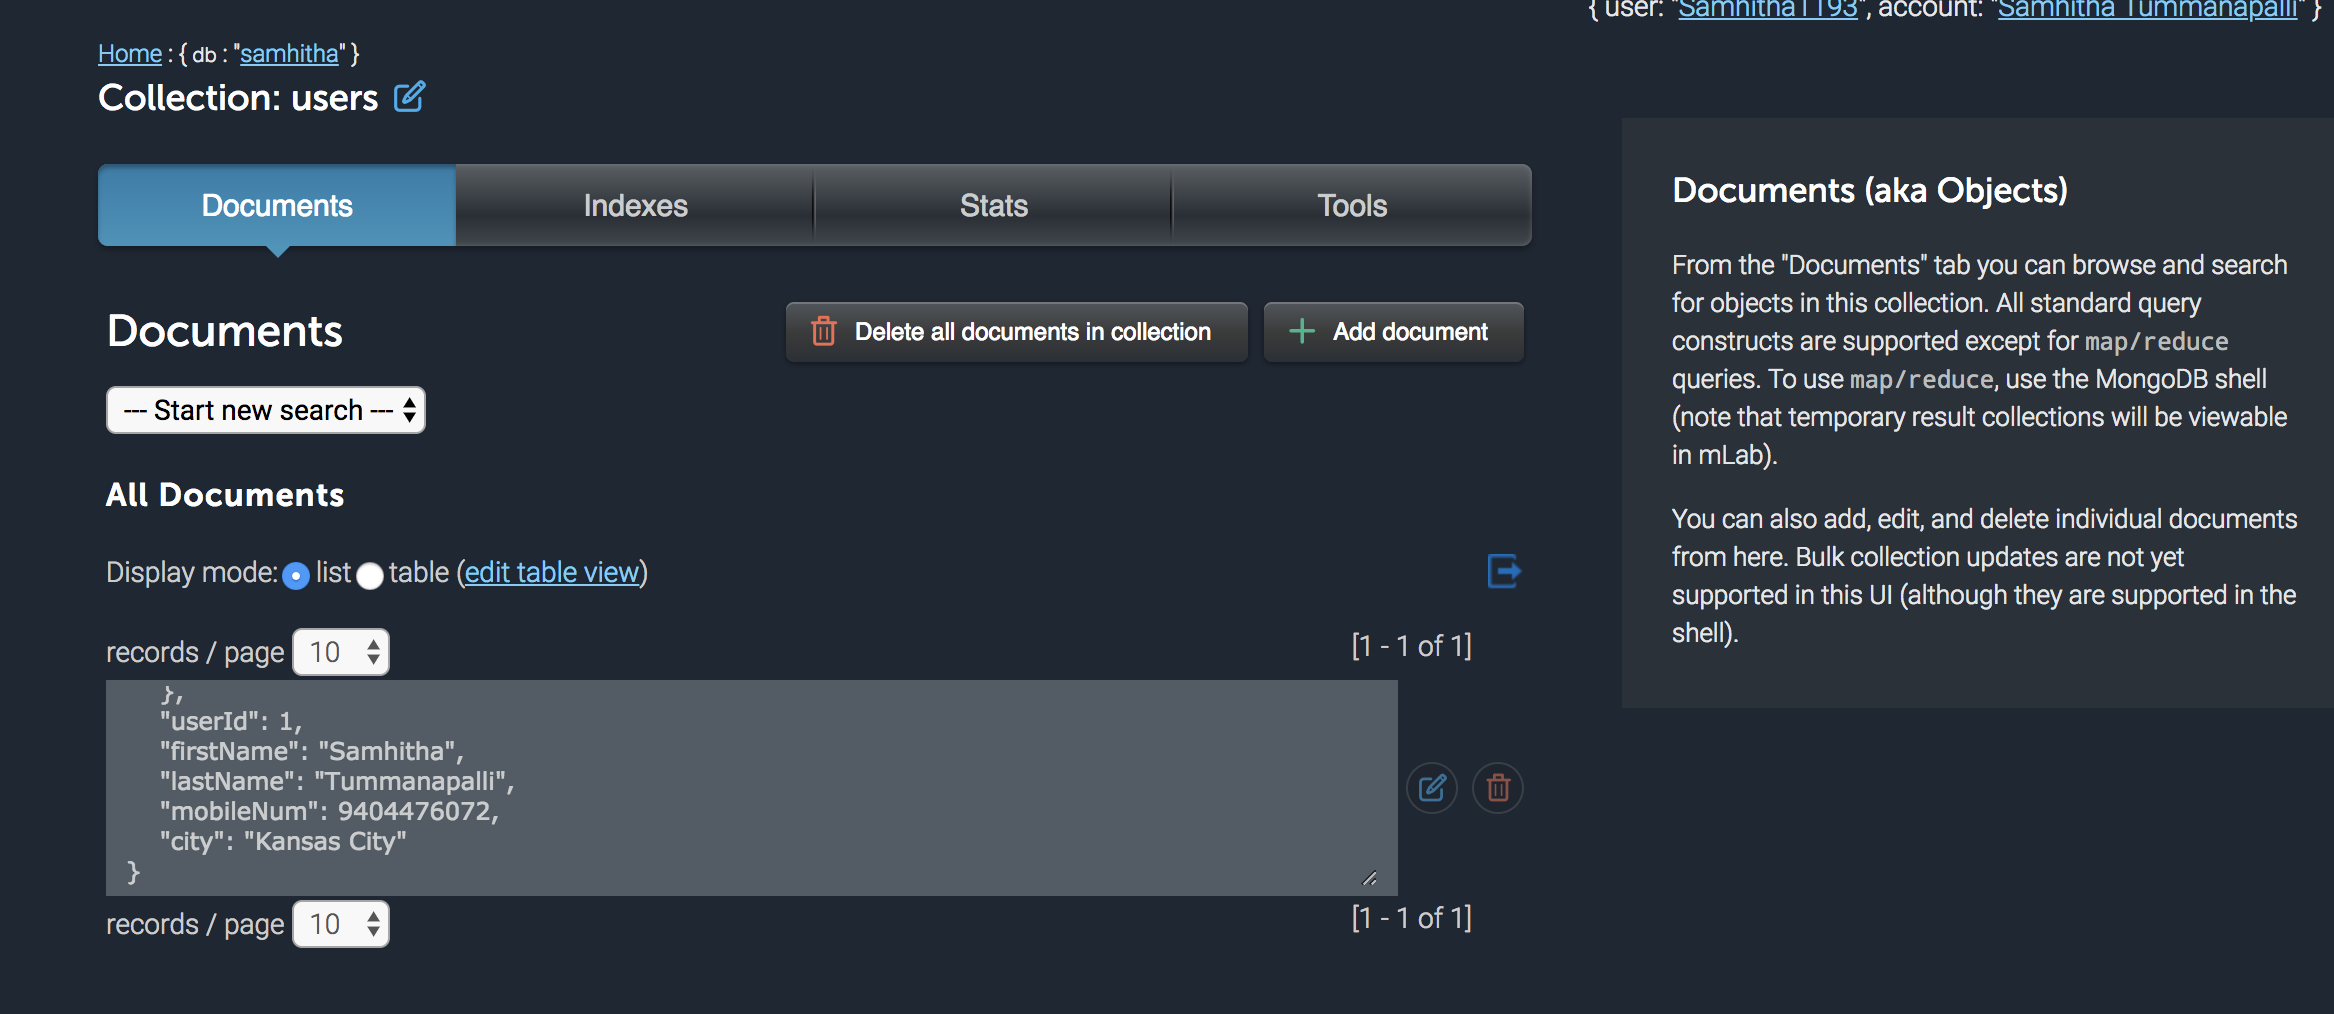 { user: "Samhitha1193", account: "Samhitha Tummanapalli" }
Home : { db : "samhitha" }
Collection: users
Documents
Indexes
Stats
Tools
Documents
Delete all documents in collection
Add document
--- Start new search ---
All Documents
Display mode: list table (edit table view)
records / page 10
[1 - 1 of 1]
},
"userId": 1,
"firstName": "Samhitha",
"lastName": "Tummanapalli",
"mobileNum": 9404476072,
"city": "Kansas City"
}
records / page 10
[1 - 1 of 1]
Documents (aka Objects)
From the "Documents" tab you can browse and search
for objects in this collection. All standard query
constructs are supported except for map/reduce
queries. To use map/reduce, use the MongoDB shell
(note that temporary result collections will be viewable
in mLab).
You can also add, edit, and delete individual documents
from here. Bulk collection updates are not yet
supported in this UI (although they are supported in the
shell).